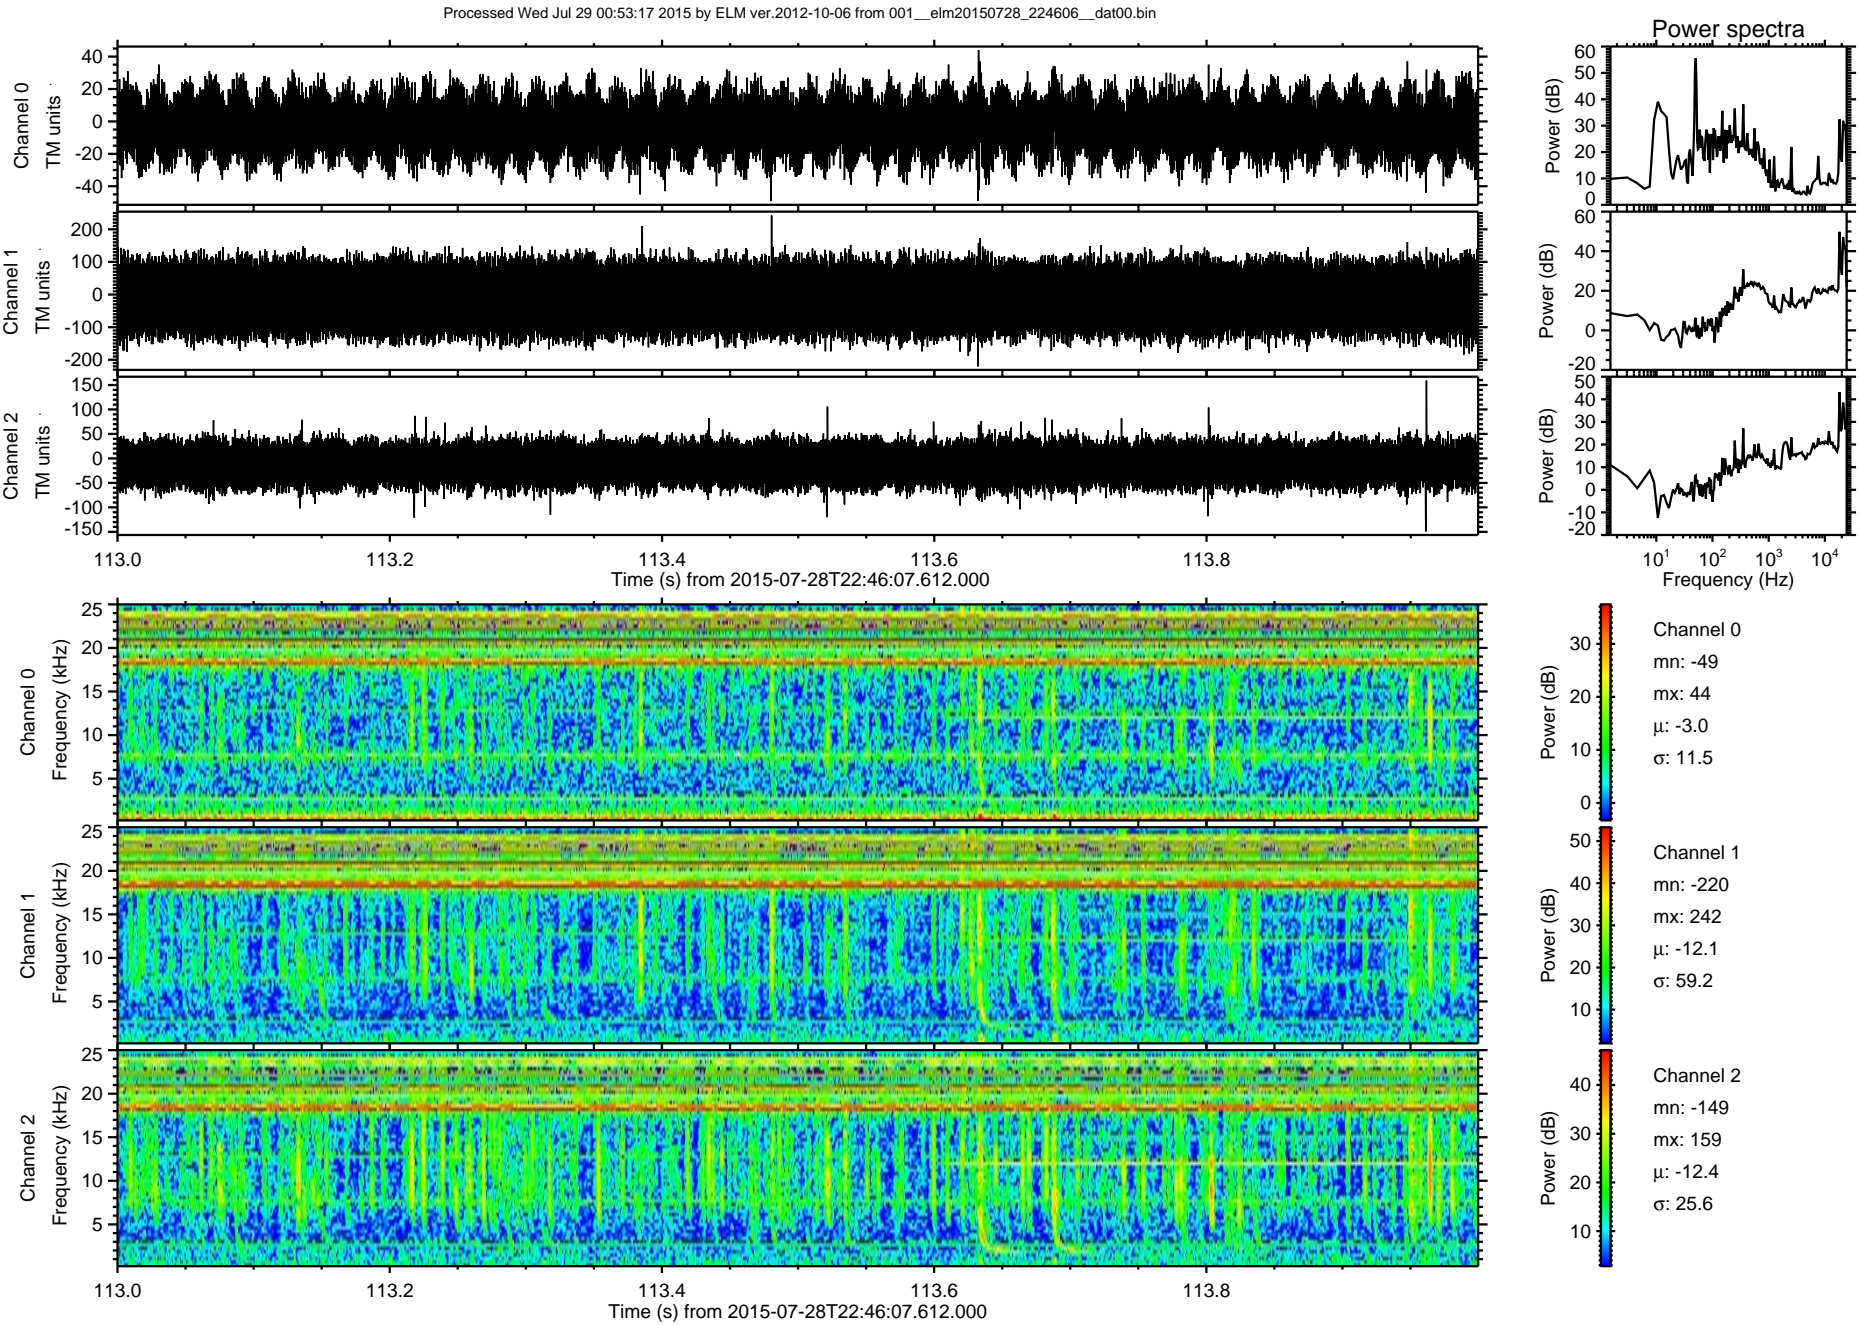 Processed Wed Jul 29 00:53:17 2015 by ELM ver.2012-10-06 from 001__elm20150728_224606__dat00.bin
Power spectra
Channel 0
TM units
40
20
0
-20
-40
Power (dB)
60
50
40
30
20
10
0
Channel 1
TM units
200
100
0
-100
-200
Power (dB)
60
40
20
0
-20
Channel 2
TM units
150
100
50
0
-50
-100
-150
Power (dB)
50
40
30
20
10
0
-10
-20
113.0 113.2 113.4 113.6 113.8
Time (s) from 2015-07-28T22:46:07.612.000
10^1 10^2 10^3 10^4
Frequency (Hz)
Channel 0
Frequency (kHz)
25
20
15
10
5
Power (dB)
30
20
10
0
Channel 0
mn: -49
mx: 44
μ: -3.0
σ: 11.5
Channel 1
Frequency (kHz)
25
20
15
10
5
Power (dB)
50
40
30
20
10
Channel 1
mn: -220
mx: 242
μ: -12.1
σ: 59.2
Channel 2
Frequency (kHz)
25
20
15
10
5
Power (dB)
40
30
20
10
Channel 2
mn: -149
mx: 159
μ: -12.4
σ: 25.6
113.0 113.2 113.4 113.6 113.8
Time (s) from 2015-07-28T22:46:07.612.000